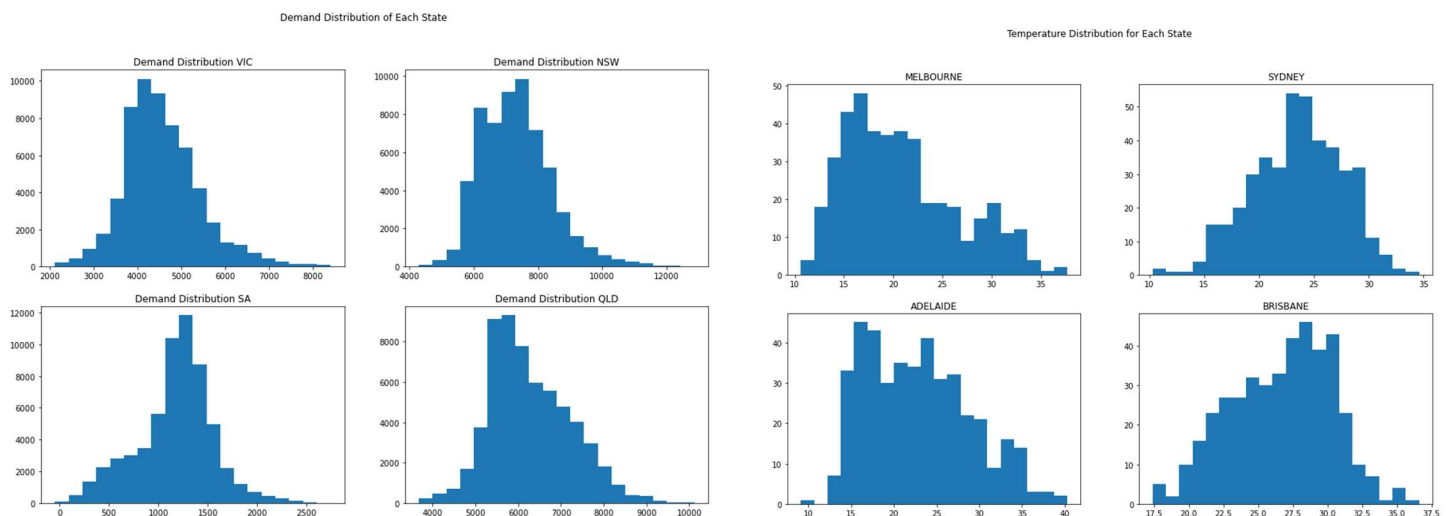 Demand Distribution of Each State
Demand Distribution VIC
10000
8000
6000
4000
2000
0
2000 3000 4000 5000 6000 7000 8000
Demand Distribution NSW
10000
8000
6000
4000
2000
0
4000 6000 8000 10000 12000
Demand Distribution SA
12000
10000
8000
6000
4000
2000
0
0 500 1000 1500 2000 2500
Demand Distribution QLD
8000
6000
4000
2000
0
4000 5000 6000 7000 8000 9000 10000
Temperature Distribution for Each State
MELBOURNE
50
40
30
20
10
0
10 15 20 25 30 35
SYDNEY
50
40
30
20
10
0
10 15 20 25 30 35
ADELAIDE
40
30
20
10
0
10 15 20 25 30 35 40
BRISBANE
40
30
20
10
0
17.5 20.0 22.5 25.0 27.5 30.0 32.5 35.0 37.5